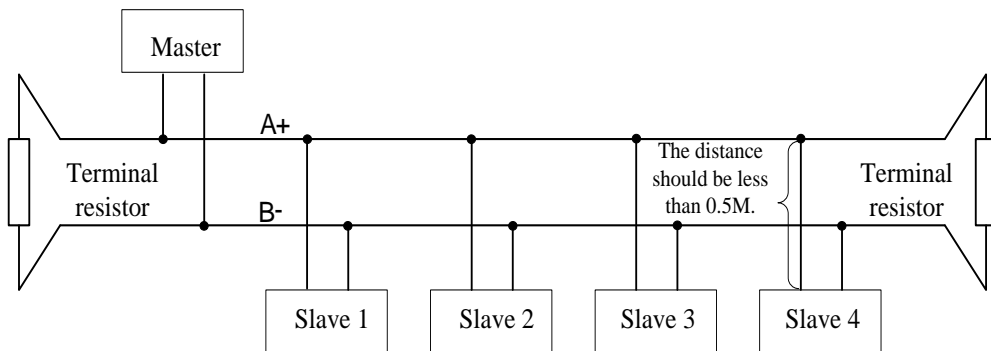 Master
A+
The distance
should be less
than 0.5M.
Terminal
resistor
Terminal
resistor
B-
Slave 1
Slave 2
Slave 3
Slave 4